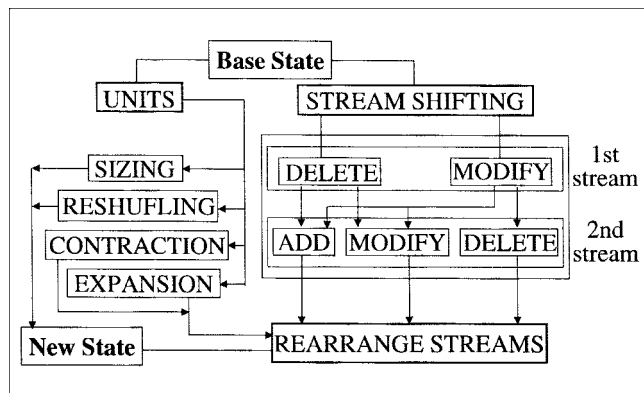 Base State
UNITS
STREAM SHIFTING
1st
stream
SIZING
DELETE
MODIFY
RESHUFLING
2nd
stream
CONTRACTION
ADD
MODIFY
DELETE
EXPANSION
New State
REARRANGE STREAMS